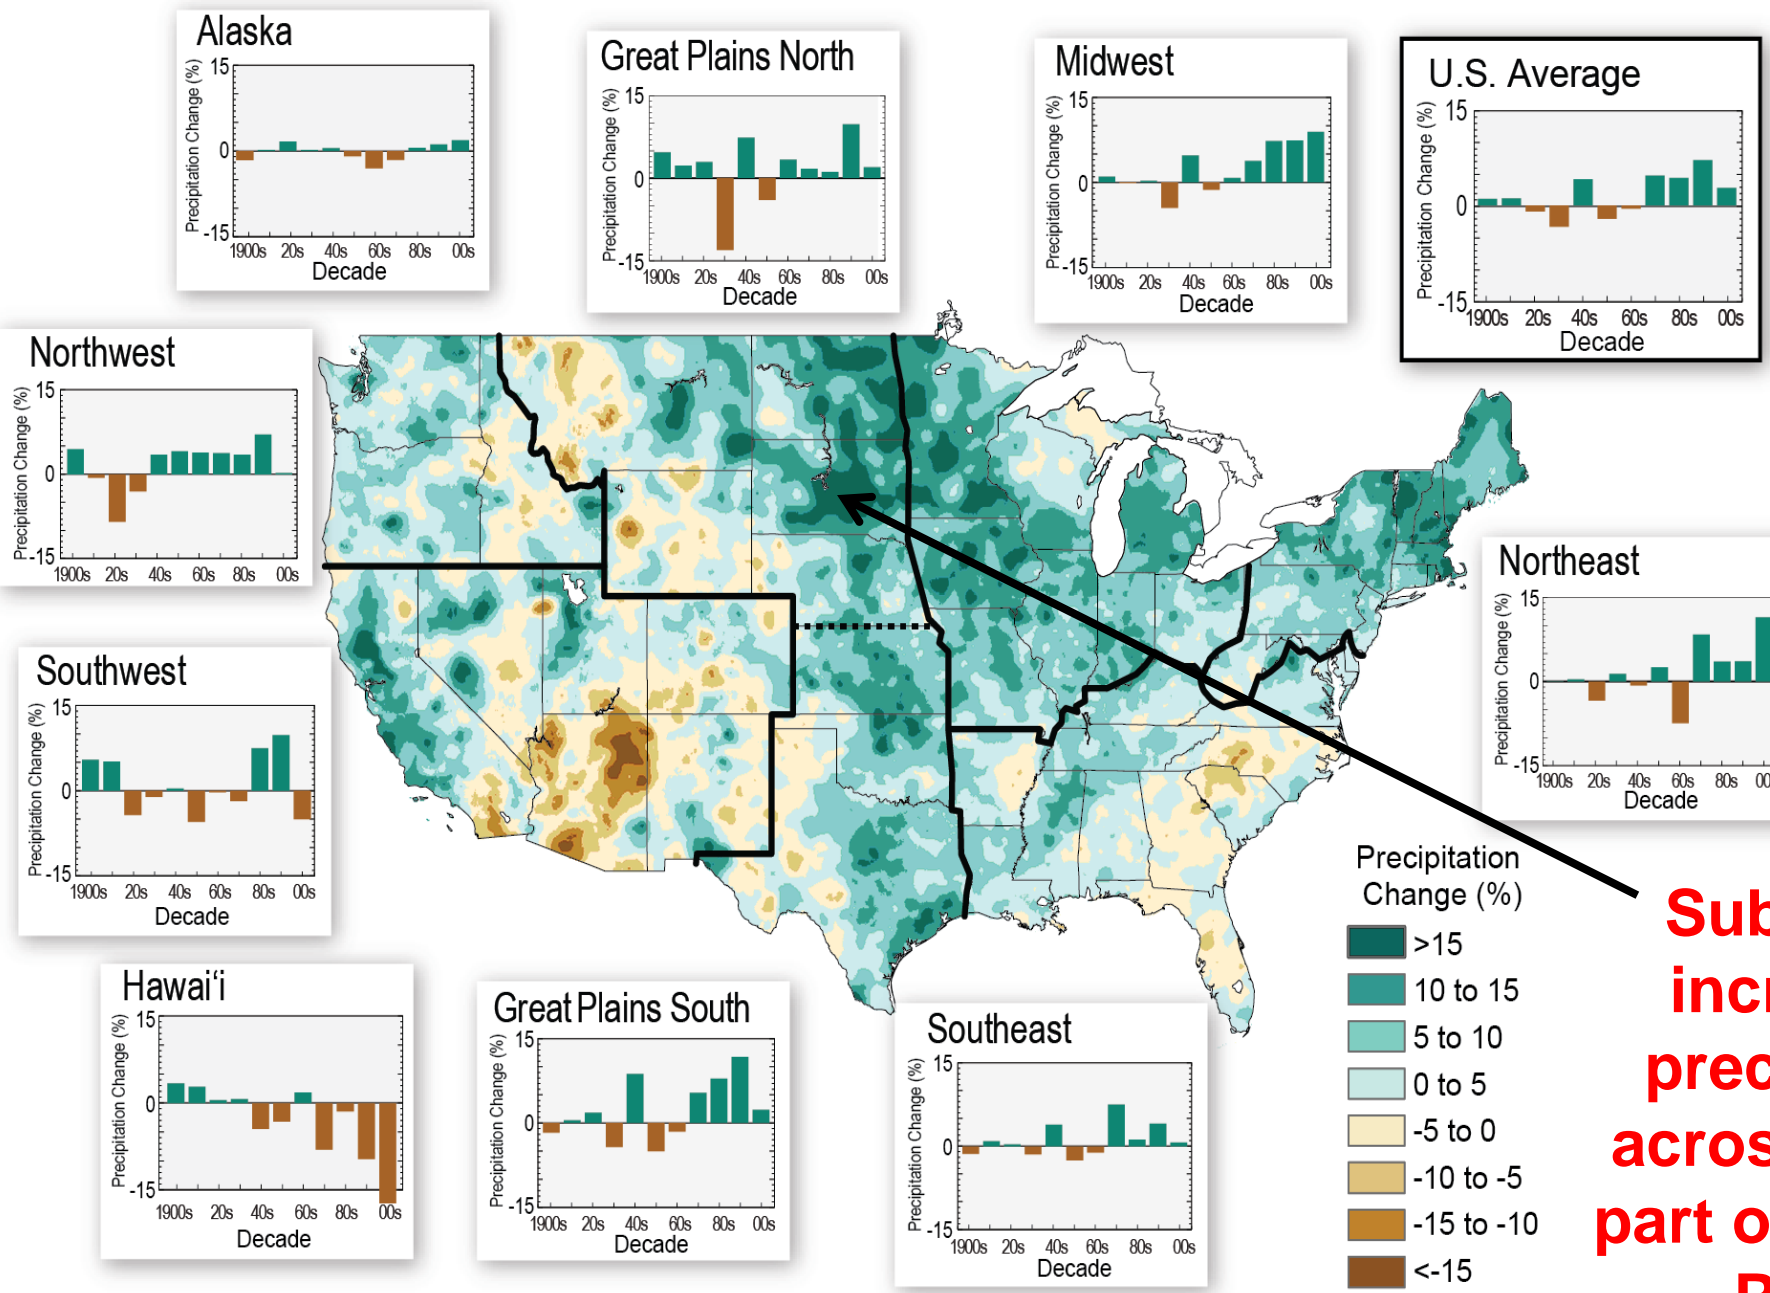 Alaska
Precipitation Change (%)
15
0
-15
1900s 20s 40s 60s 80s 00s
Decade
Great Plains North
Precipitation Change (%)
15
0
-15
1900s 20s 40s 60s 80s 00s
Decade
Midwest
Precipitation Change (%)
15
0
-15
1900s 20s 40s 60s 80s 00s
Decade
U.S. Average
Precipitation Change (%)
15
0
-15
1900s 20s 40s 60s 80s 00s
Decade
Northwest
Precipitation Change (%)
15
0
-15
1900s 20s 40s 60s 80s 00s
Northeast
Precipitation Change (%)
15
0
-15
1900s 20s 40s 60s 80s
Decade
Southwest
Precipitation Change (%)
15
0
-15
1900s 20s 40s 60s 80s 00s
Decade
Hawai‘i
Precipitation Change (%)
15
0
-15
1900s 20s 40s 60s 80s 00s
Decade
Great Plains South
Precipitation Change (%)
15
0
-15
1900s 20s 40s 60s 80s 00s
Decade
Southeast
Precipitation Change (%)
15
0
-15
1900s 20s 40s 60s 80s 00s
Decade
Precipitation
Change (%)
>15
10 to 15
5 to 10
0 to 5
-5 to 0
-10 to -5
-15 to -10
<-15
Sub
incr
prec
acros
part o